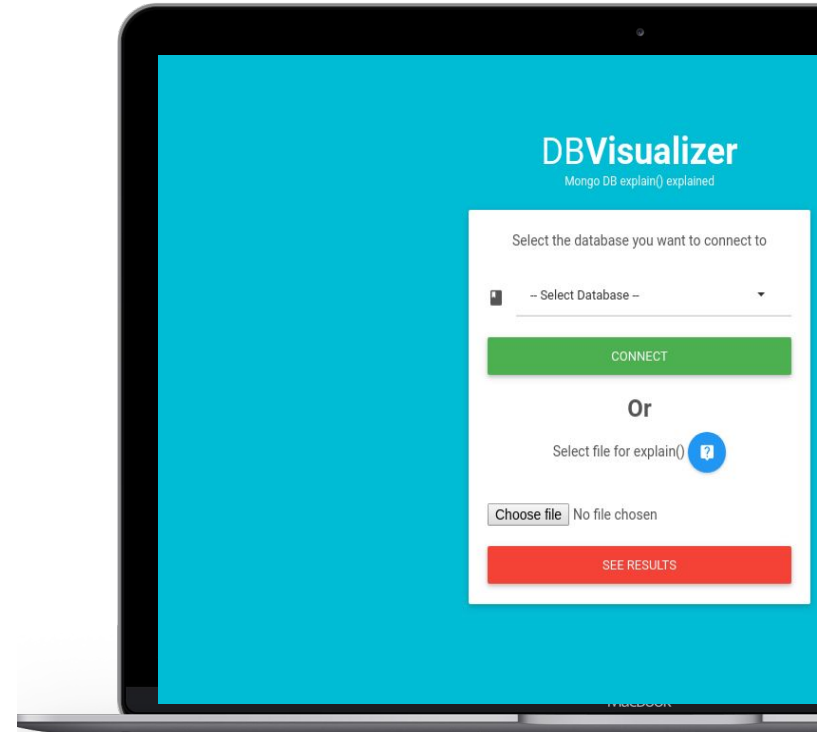 DBVisualizer
Mongo DB explain() explained
Select the database you want to connect to
-- Select Database --
CONNECT
Or
Select file for explain()
Choose file No file chosen
SEE RESULTS